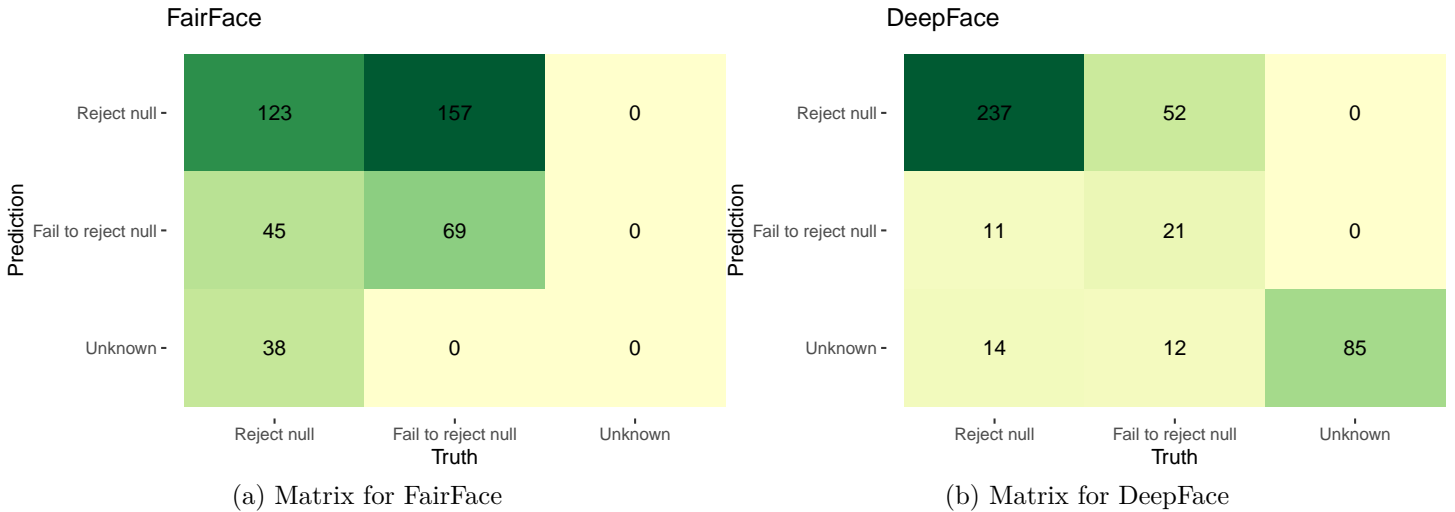 FairFace
Prediction
Reject null
123 157 0
Fail to reject null
45 69 0
Unknown
38 0 0
Reject null Fail to reject null Unknown
Truth
(a) Matrix for FairFace
DeepFace
Prediction
Reject null
237 52 0
Fail to reject null
11 21 0
Unknown
14 12 85
Reject null Fail to reject null Unknown
Truth
(b) Matrix for DeepFace